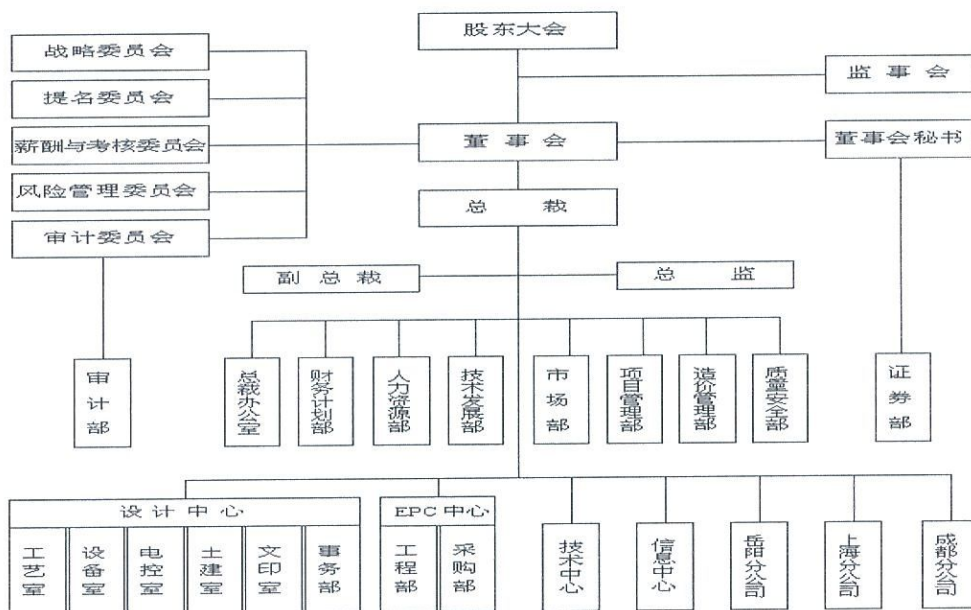 股东大会
战略委员会
监事会
提名委员会
董事会
董事会秘书
薪酬与考核委员会
风险管理委员会
总裁
审计委员会
副总裁
总监
审计部
总裁办公室
财务计划部
人力资源部
技术发展部
市场部
项目管理部
造价管理部
质量安全部
证券部
设计中心
EPC中心
工艺室
设备室
电控室
土建室
文印室
事务部
工程部
采购部
技术中心
信息中心
岳阳分公司
上海分公司
成都分公司